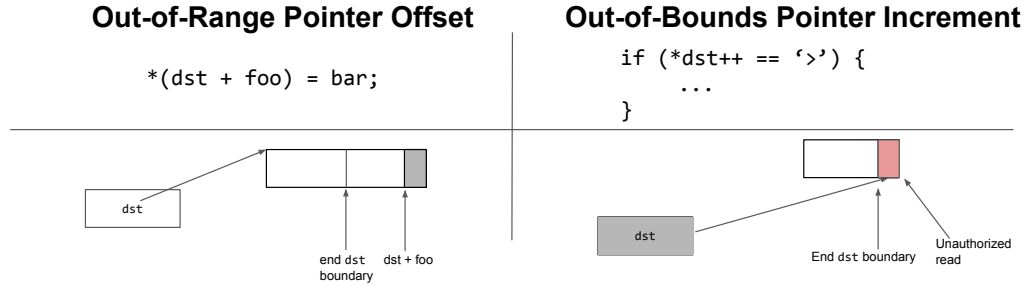 Out-of-Range Pointer Offset
*(dst + foo) = bar;
dst
end dst
boundary
dst + foo
Out-of-Bounds Pointer Increment
if (*dst++ == ‘>’) {
...
}
dst
End dst boundary
Unauthorized
read